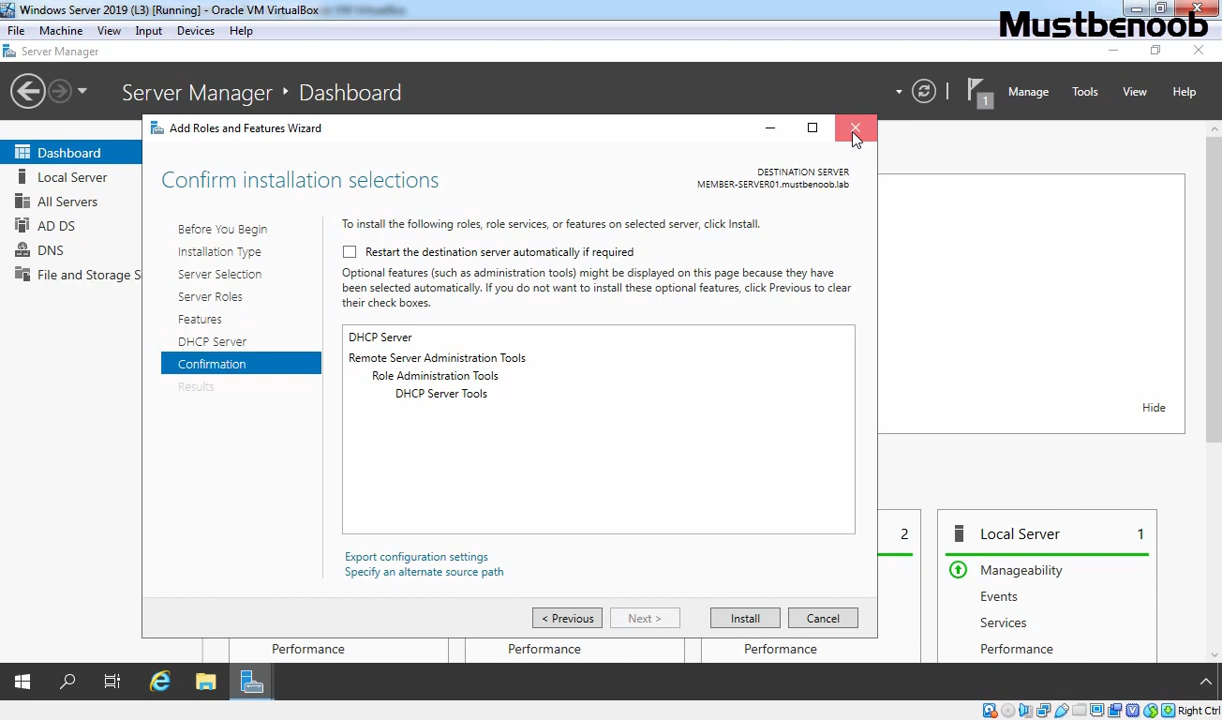 Windows Server 2019 (L3) [Running] - Oracle VM VirtualBox
Mustbenoob
File Machine View Input Devices Help
Server Manager
Server Manager Dashboard
1
Manage Tools View Help
Add Roles and Features Wizard
Dashboard
Local Server
All Servers
AD DS
DNS
File and Storage S
Confirm installation selections
DESTINATION SERVER
MEMBER-SERVER01.mustbenoob.lab
Before You Begin
Installation Type
Server Selection
Server Roles
Features
DHCP Server
Confirmation
Results
To install the following roles, role services, or features on selected server, click Install.
Restart the destination server automatically if required
Optional features (such as administration tools) might be displayed on this page because they have
been selected automatically. If you do not want to install these optional features, click Previous to clear
their check boxes.
DHCP Server
Remote Server Administration Tools
Role Administration Tools
DHCP Server Tools
Export configuration settings
Specify an alternate source path
< Previous Next > Install Cancel
Hide
2
Local Server 1
Manageability
Events
Services
Performance
Performance
Performance
Performance
Right Ctrl